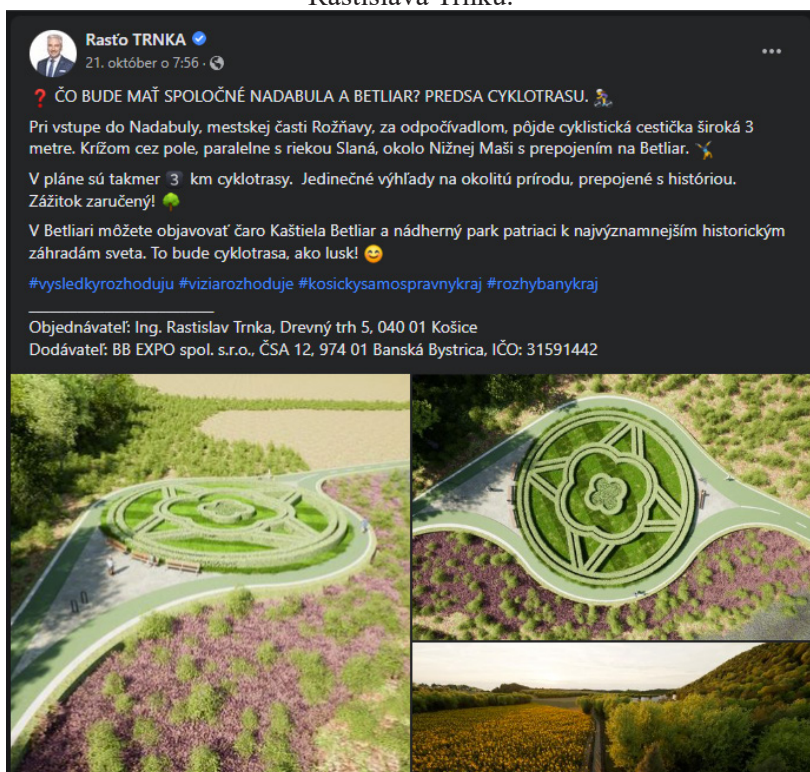 Rastislava Trnku.
Rasťo TRNKA
21. október o 7:56 ·
❓ ČO BUDE MAŤ SPOLOČNÉ NADABULA A BETLIAR? PREDSA CYKLOTRASU. 🚵
Pri vstupe do Nadabuly, mestskej časti Rožňavy, za odpočívadlom, pôjde cyklistická cestička široká 3
metre. Krížom cez pole, paralelne s riekou Slaná, okolo Nižnej Maši s prepojením na Betliar.
V pláne sú takmer 3 km cyklotrasy. Jedinečné výhľady na okolitú prírodu, prepojené s históriou.
Zážitok zaručený! 🌳
V Betliari môžete objavovať čaro Kaštiela Betliar a nádherný park patriaci k najvýznamnejším historickým
záhradám sveta. To bude cyklotrasa, ako lusk! 😊
#vysledkyrozhoduju #viziarozhoduje #kosickysamospravnykraj #rozhybanykraj
Objednávateľ: Ing. Rastislav Trnka, Drevný trh 5, 040 01 Košice
Dodávateľ: BB EXPO spol. s.r.o., ČSA 12, 974 01 Banská Bystrica, IČO: 31591442